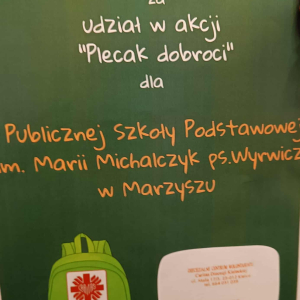 za
udział w akcji
"Plecak dobroci"
dla
Publicznej Szkoły Podstawowej
im. Marii Michalczyk ps.Wyrwicz
w Marzyszu